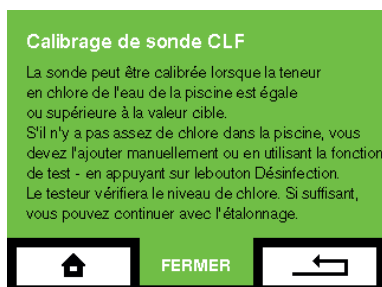 Calibrage de sonde CLF
La sonde peut être calibrée lorsque la teneur
en chlore de l'eau de la piscine est égale
ou supérieure à la valeur cible.
S'il n'y a pas assez de chlore dans la piscine, vous
devez l'ajouter manuellement ou en utilisant la fonction
de test - en appuyant sur lebouton Désinfection.
Le testeur vérifiera le niveau de chlore. Si suffisant,
vous pouvez continuer avec l'étalonnage.
FERMER